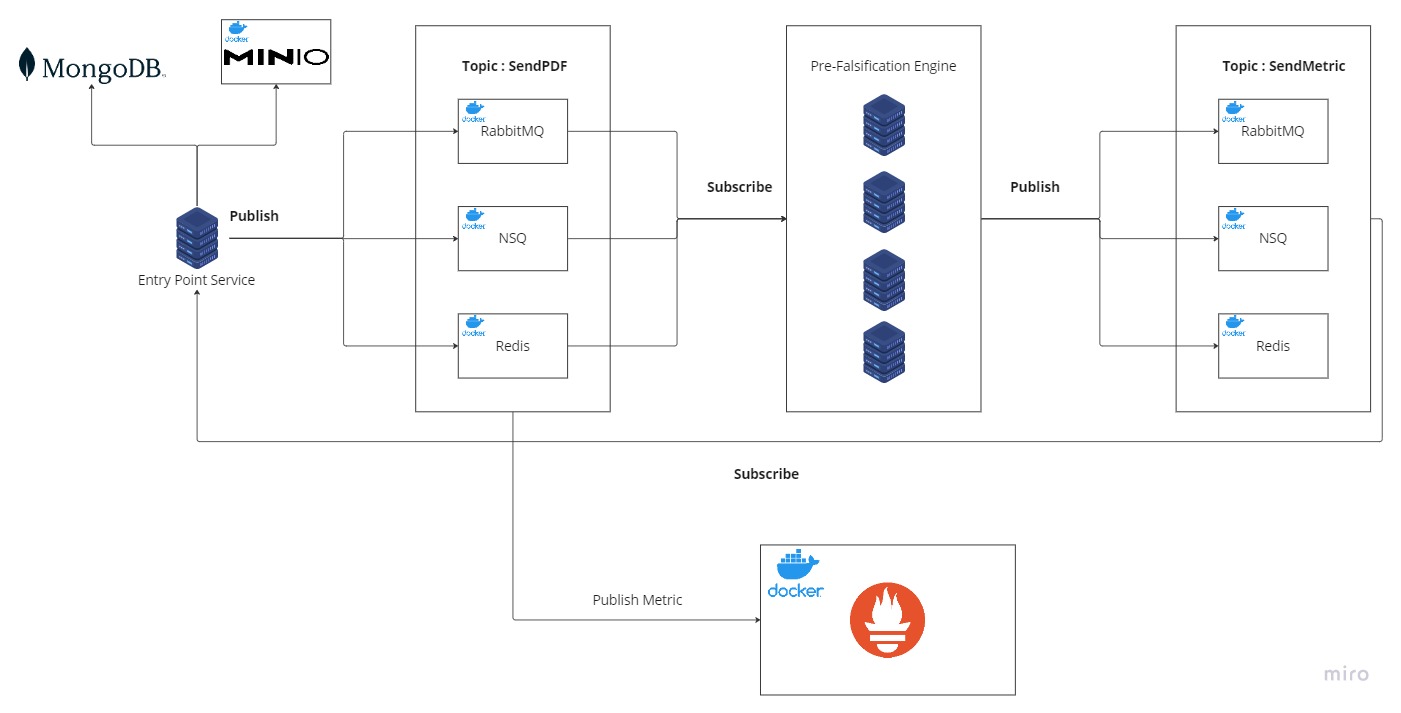 MongoDB.
docker
MINIO
Topic : SendPDF
docker
RabbitMQ
docker
NSQ
docker
Redis
Publish
Entry Point Service
Subscribe
Pre-Falsification Engine
Publish
Topic : SendMetric
docker
RabbitMQ
docker
NSQ
docker
Redis
Subscribe
Publish Metric
docker
miro